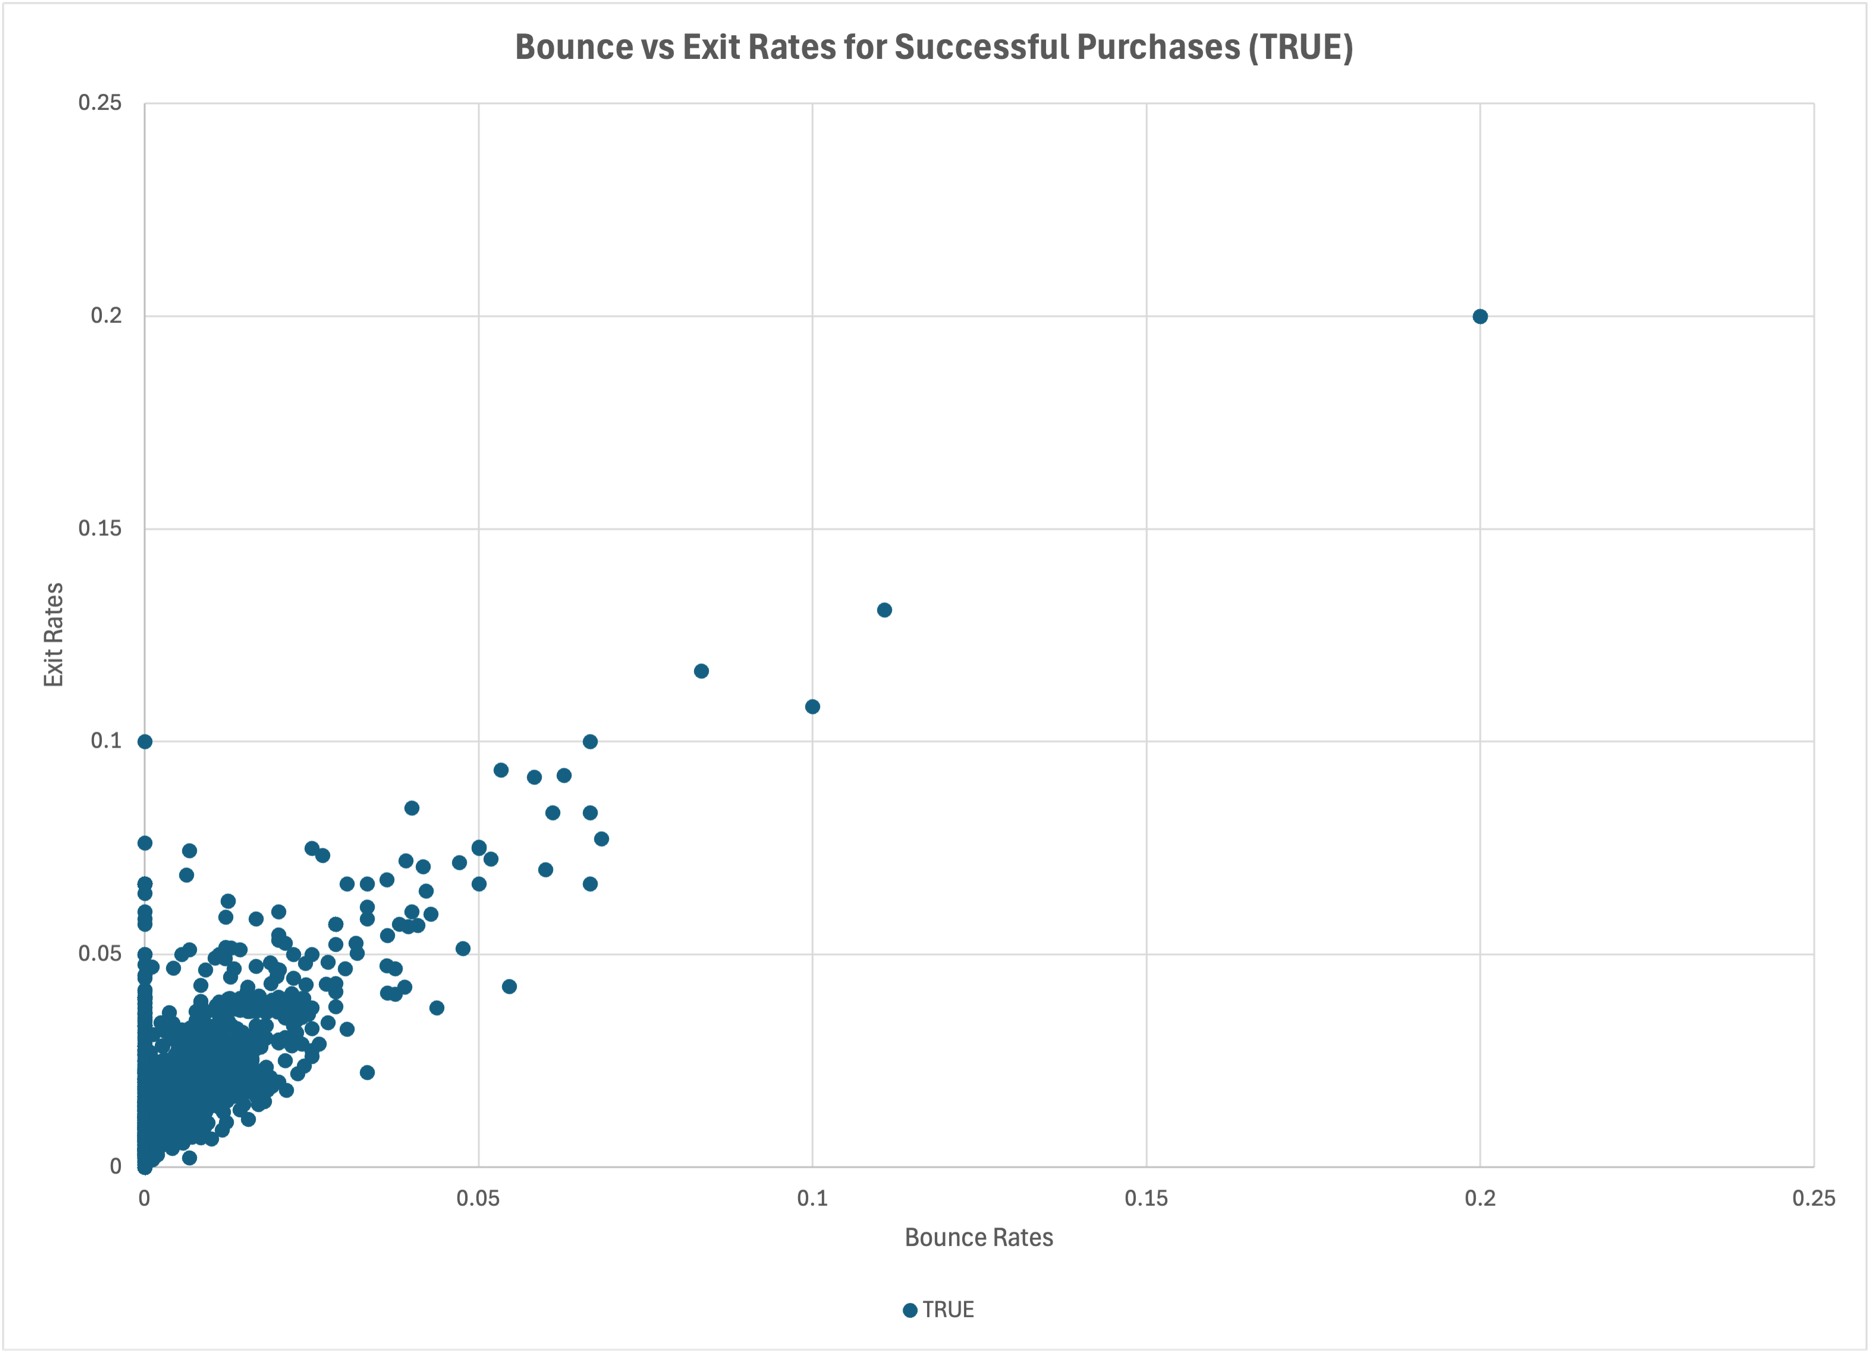 Bounce vs Exit Rates for Successful Purchases (TRUE)
0.25
0.2
0.15
0.1
0.05
0
Exit Rates
0 0.05 0.1 0.15 0.2 0.25
Bounce Rates
TRUE